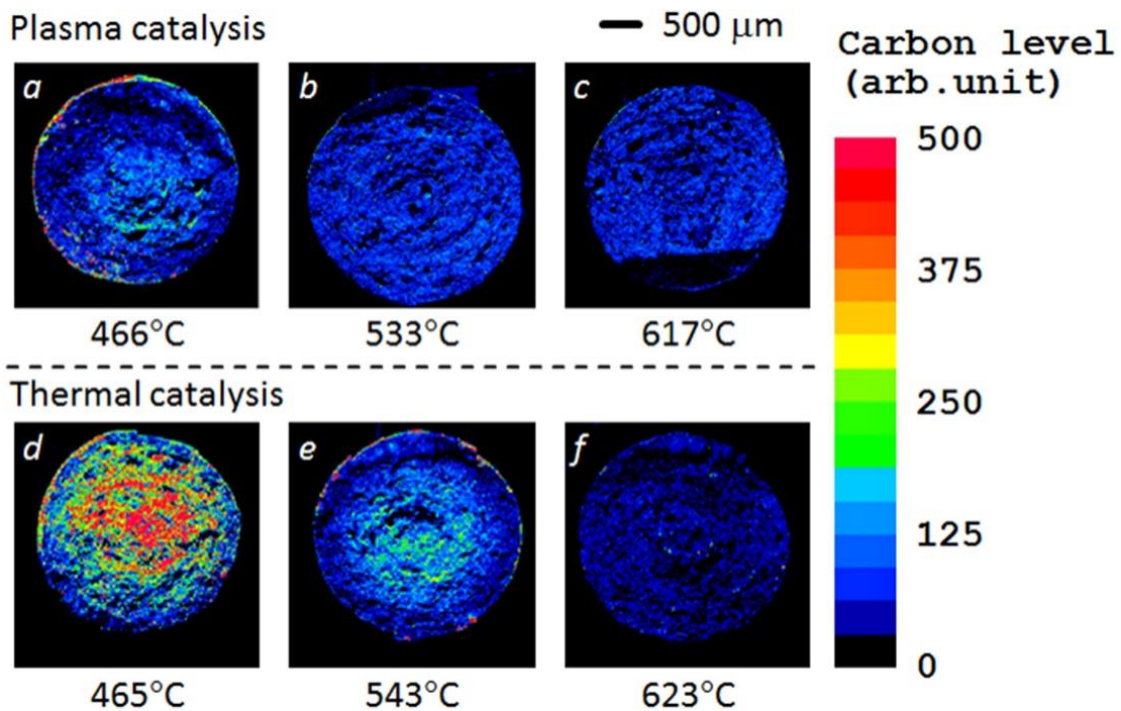 Plasma catalysis
500 μm
Carbon level
(arb.unit)
a
b
c
500
375
250
125
0
466°C
533°C
617°C
Thermal catalysis
d
e
f
465°C
543°C
623°C